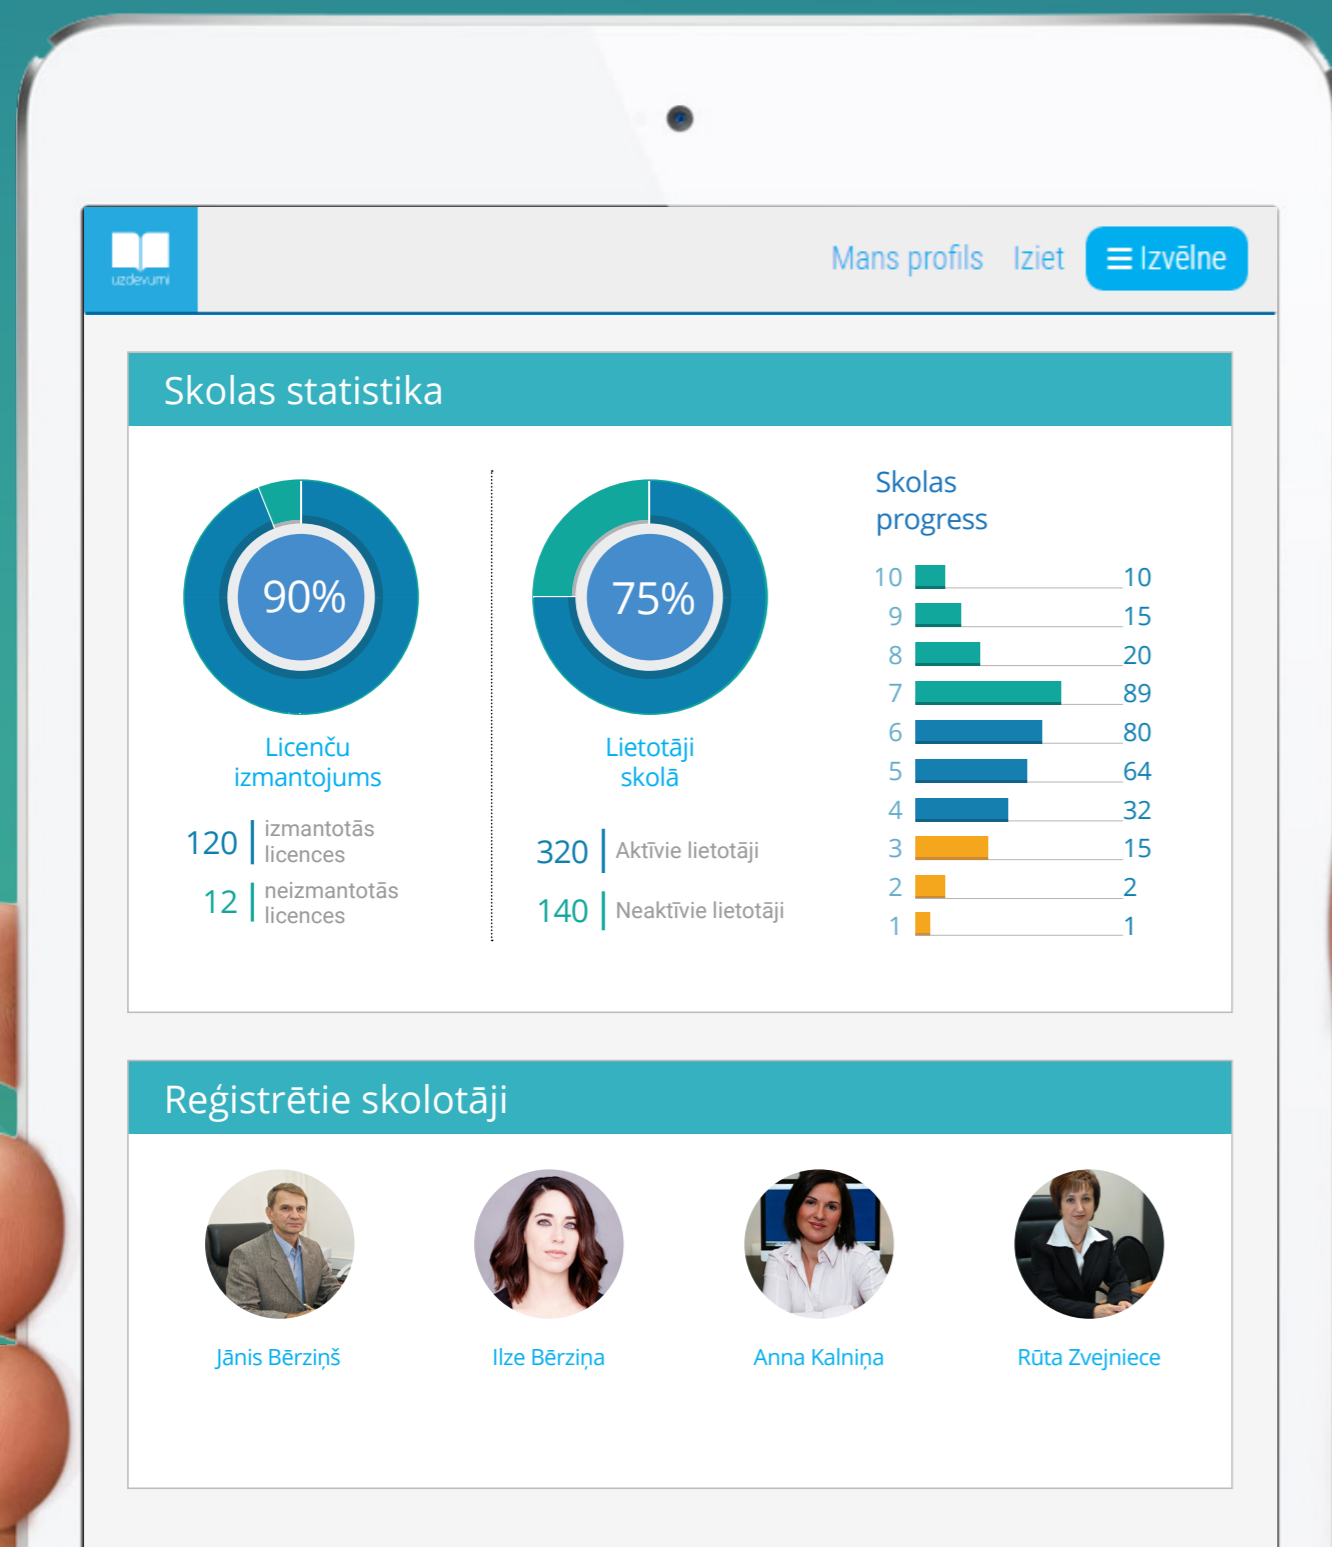 uzdevumi
Mans profils Iziet Izvēlne
Skolas statistika
90%
Licenču
izmantojums
120 izmantotās
licences
12 neizmantotās
licences
75%
Lietotāji
skolā
320 Aktīvie lietotāji
140 Neaktīvie lietotāji
Skolas
progress
10 10
9 15
8 20
7 89
6 80
5 64
4 32
3 15
2 2
1 1
Reģistrētie skolotāji
Jānis Bērziņš
Ilze Bērziņa
Anna Kalniņa
Rūta Zvejniece